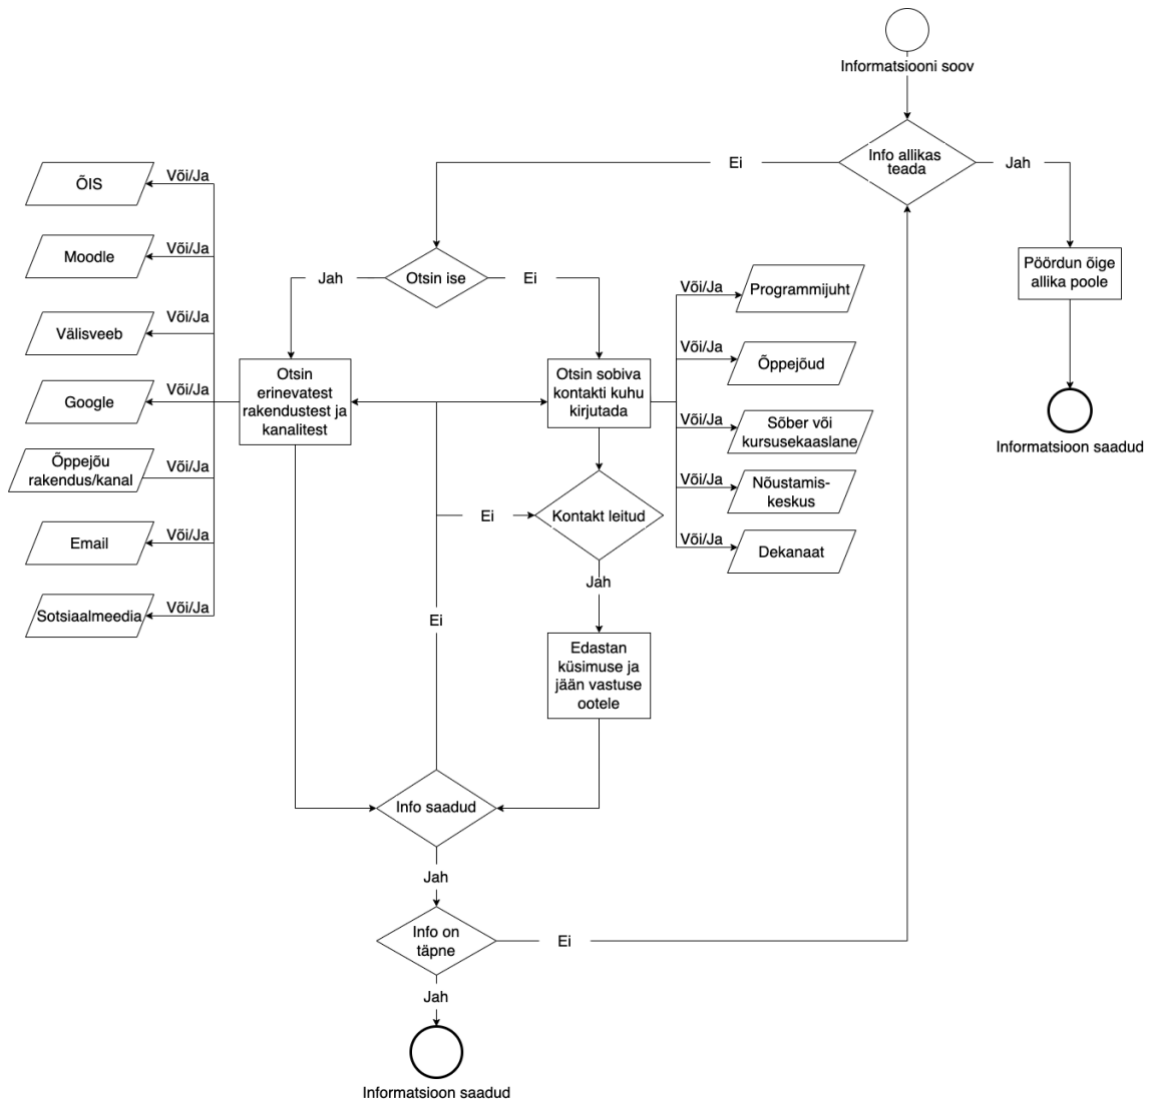 Informatsiooni soov
Info allikas
teada
Ei
Jah
Pöördun õige
allika poole
Informatsioon saadud
Otsin ise
Jah
Ei
Otsin
erinevatest
rakendustest ja
kanalitest
Või/Ja
ÕIS
Või/Ja
Moodle
Või/Ja
Välisveeb
Või/Ja
Google
Või/Ja
Õppejõu
rakendus/kanal
Või/Ja
Email
Või/Ja
Sotsiaalmeedia
Otsin sobiva
kontakti kuhu
kirjutada
Või/Ja
Programmijuht
Või/Ja
Õppejõud
Või/Ja
Sõber või
kursusekaaslane
Või/Ja
Nõustamis-
keskus
Või/Ja
Dekanaat
Ei
Kontakt leitud
Jah
Ei
Edastan
küsimuse ja
jään vastuse
ootele
Info saadud
Jah
Info on
täpne
Ei
Jah
Informatsioon saadud